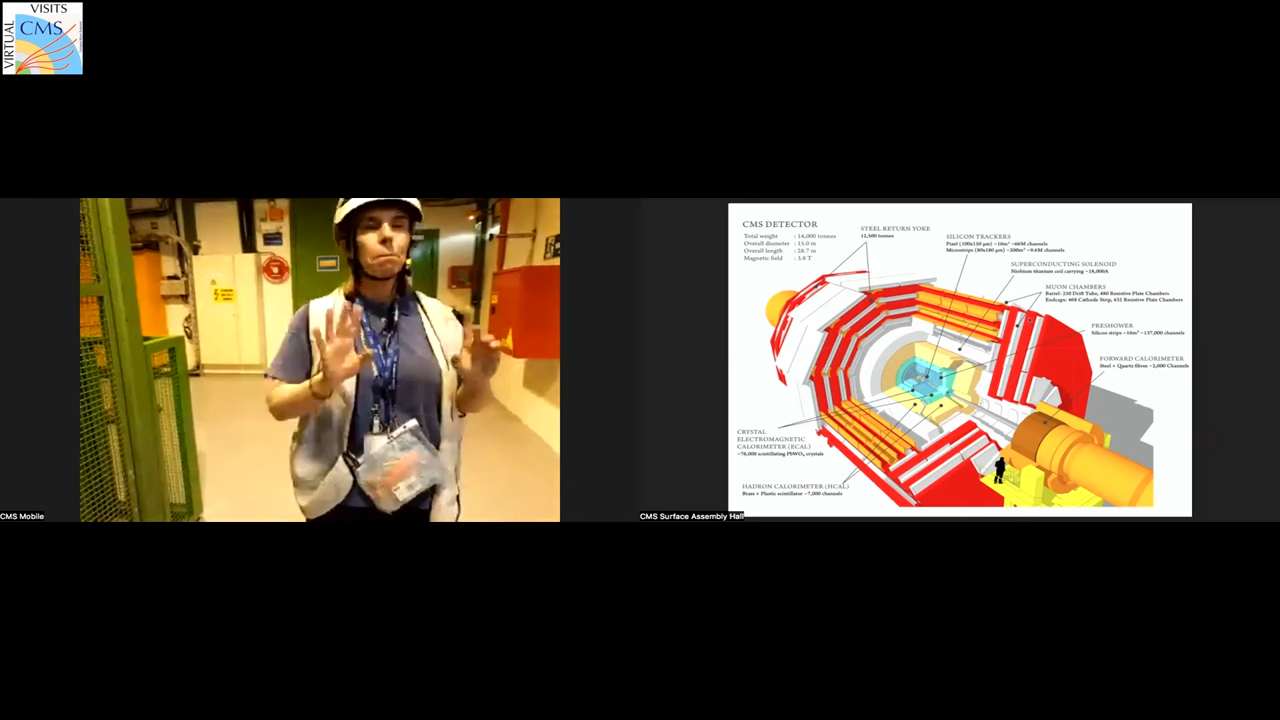 VISITS
VIRTUAL
CMS
CMS DETECTOR
Total weight : 14,000 tonnes
Overall diameter : 15.0 m
Overall length : 28.7 m
Magnetic field : 3.8 T
STEEL RETURN YOKE
12,500 tonnes
SILICON TRACKERS
Pixel (100x150 μm) ~16m² ~66M channels
Microstrips (80x180 μm) ~200m² ~9.6M channels
SUPERCONDUCTING SOLENOID
Niobium titanium coil carrying ~18,000A
MUON CHAMBERS
Barrel: 250 Drift Tube, 480 Resistive Plate Chambers
Endcaps: 468 Cathode Strip, 432 Resistive Plate Chambers
PRESHOWER
Silicon strips ~16m² ~137,000 channels
FORWARD CALORIMETER
Steel + Quartz fibres ~2,000 Channels
CRYSTAL
ELECTROMAGNETIC
CALORIMETER (ECAL)
~76,000 scintillating PbWO₄ crystals
HADRON CALORIMETER (HCAL)
Brass + Plastic scintillator ~7,000 channels
CMS Mobile
CMS Surface Assembly Hall